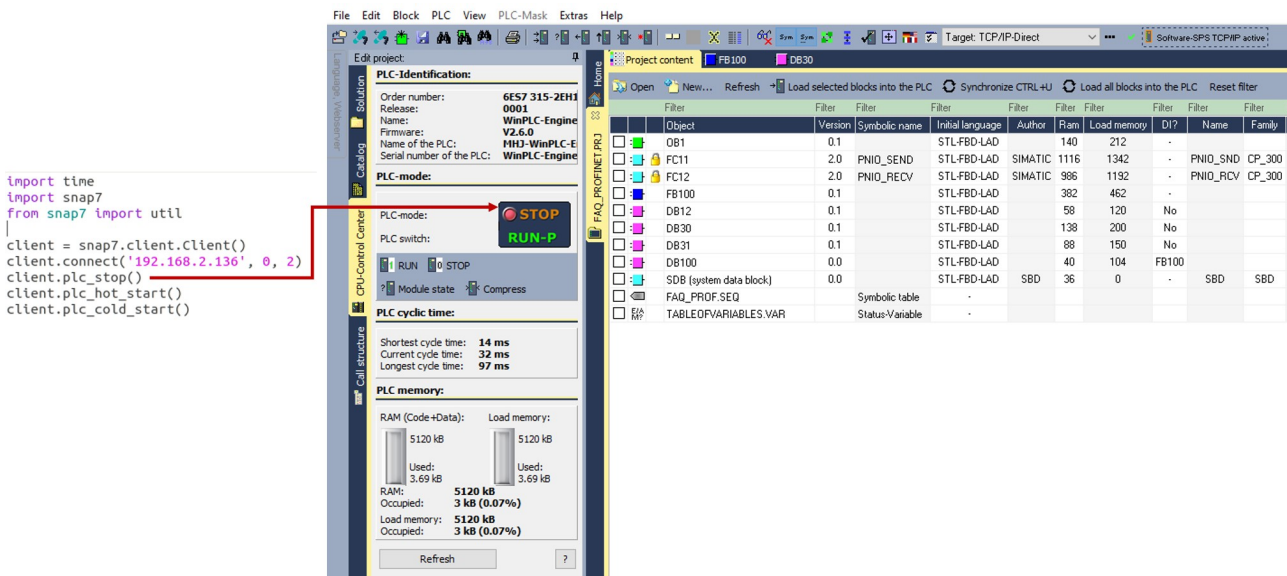 import time
import snap7
from snap7 import util
client = snap7.client.Client()
client.connect('192.168.2.136', 0, 2)
client.plc_stop()
client.plc_hot_start()
client.plc_cold_start()
File Edit Block PLC View PLC-Mask Extras Help
Target: TCP/IP-Direct
Software-SPS TCP/IP active
Language: Webserver
Edit project:
Solution
Catalog
CPU-Control Center
Call structure
PLC-Identification:
Order number: 6ES7 315-2EH1
Release: 0001
Name: WinPLC-Engine
Firmware: V2.6.0
Name of the PLC: MHJ-WinPLC-E
Serial number of the PLC: WinPLC-Engine
PLC-mode:
PLC-mode: STOP
PLC switch: RUN-P
RUN STOP
Module state Compress
PLC cyclic time:
Shortest cycle time: 14 ms
Current cycle time: 32 ms
Longest cycle time: 97 ms
PLC memory:
RAM (Code+Data): Load memory:
5120 kB 5120 kB
Used: Used:
3.69 kB 3.69 kB
RAM: 5120 kB
Occupied: 3 kB (0.07%)
Load memory: 5120 kB
Occupied: 3 kB (0.07%)
Refresh ?
Home
FAQ_PROFINET.PRJ
Project content FB100 DB30
Open New... Refresh Load selected blocks into the PLC Synchronize CTRL+U Load all blocks into the PLC Reset filter
Filter Filter Filter Filter Filter Filter Filter Filter Filter Filter
Object Version Symbolic name Initial language Author Ram Load memory DI? Name Family
OB1 0.1 STL-FBD-LAD 140 212 -
FC11 2.0 PNIO_SEND STL-FBD-LAD SIMATIC 1116 1342 - PNIO_SND CP_300
FC12 2.0 PNIO_RECV STL-FBD-LAD SIMATIC 986 1192 - PNIO_RCV CP_300
FB100 0.1 STL-FBD-LAD 382 462 -
DB12 0.1 STL-FBD-LAD 58 120 No
DB30 0.1 STL-FBD-LAD 138 200 No
DB31 0.1 STL-FBD-LAD 88 150 No
DB100 0.0 STL-FBD-LAD 40 104 FB100
SDB (system data block) 0.0 STL-FBD-LAD SBD 36 0 - SBD SBD
FAQ_PROF.SEQ Symbolic table -
TABLEOFVARIABLES.VAR Status-Variable -